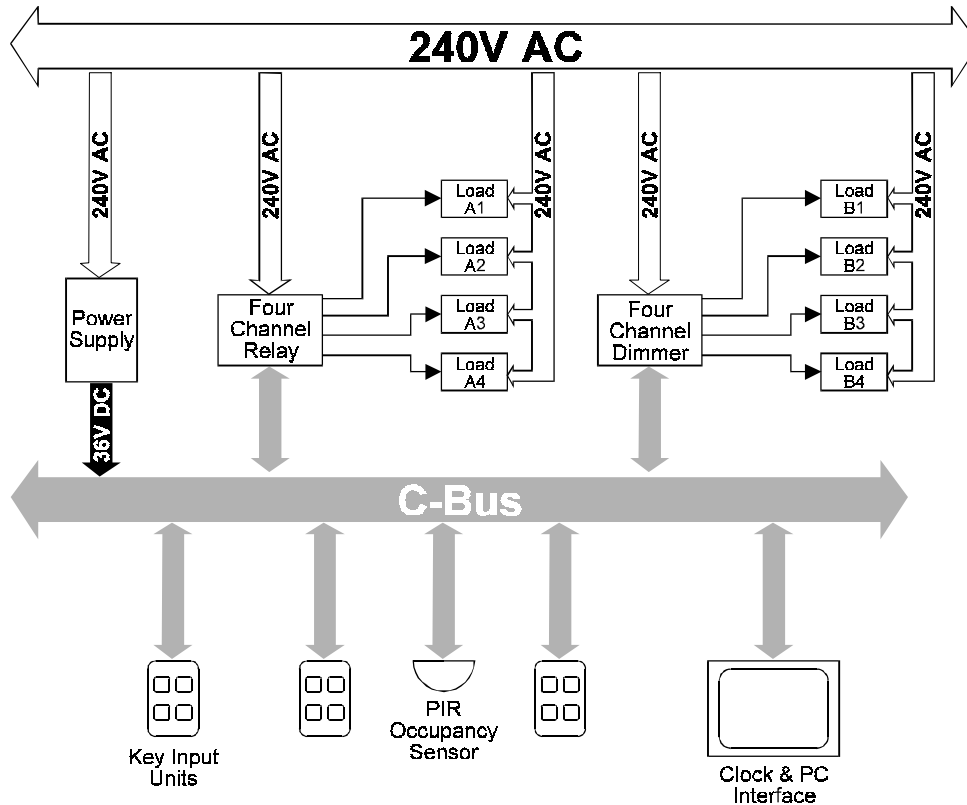 240V AC
240V AC
240V AC
240V AC
240V AC
240V AC
Load
A1
Load
A2
Load
A3
Load
A4
Load
B1
Load
B2
Load
B3
Load
B4
Power
Supply
Four
Channel
Relay
Four
Channel
Dimmer
36V DC
C-Bus
Key Input
Units
PIR
Occupancy
Sensor
Clock & PC
Interface